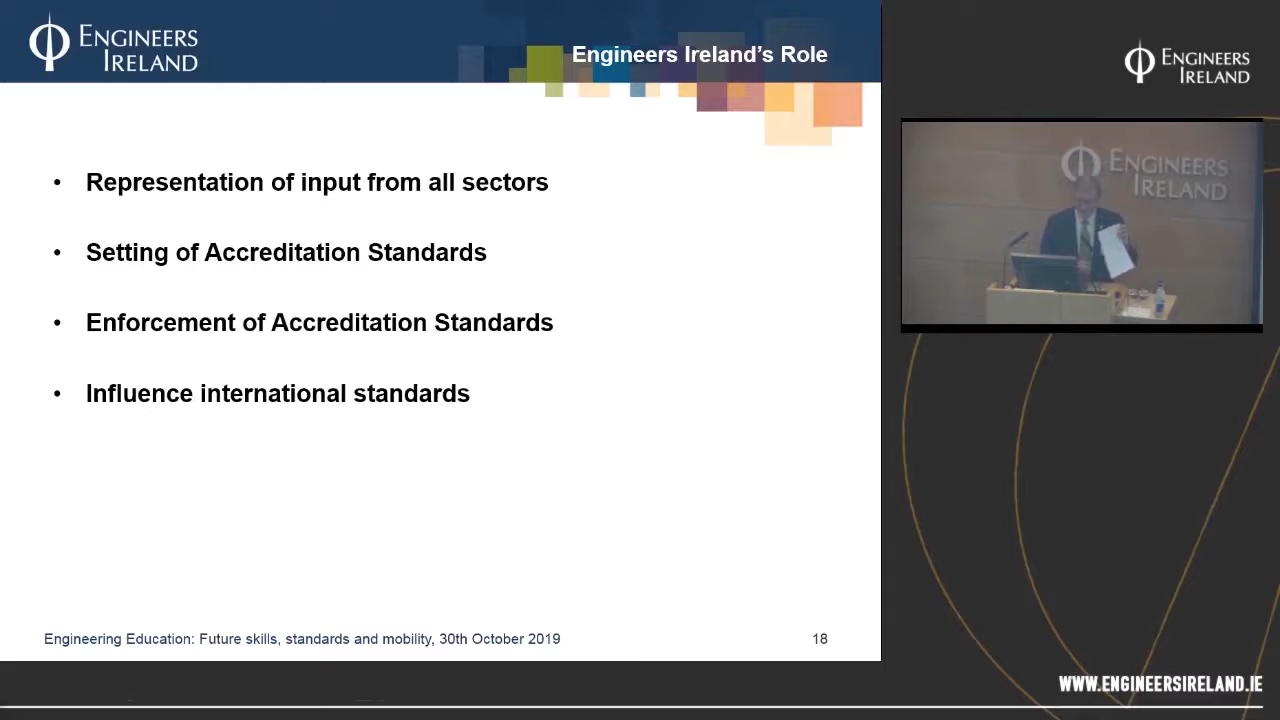 ENGINEERS
IRELAND
Engineers Ireland's Role
• Representation of input from all sectors
• Setting of Accreditation Standards
• Enforcement of Accreditation Standards
• Influence international standards
Engineering Education: Future skills, standards and mobility, 30th October 2019
18
ENGINEERS
IRELAND
ENGINEERS
IRELAND
WWW.ENGINEERSIRELAND.IE